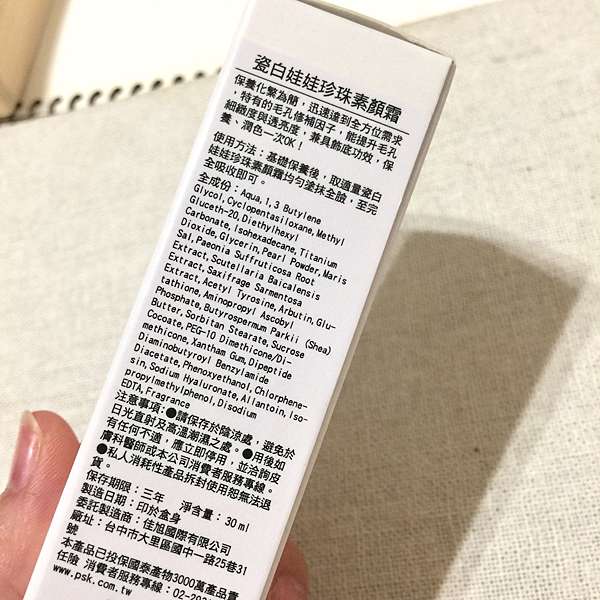 瓷白娃娃珍珠素顏霜
保養化繁為簡，迅速達到全方位需求
，特有的毛孔修補因子，能提升毛孔
細緻度與透亮度，兼具飾底功效，保
養、潤色一次OK!
使用方法：基礎保養後，取適量瓷白
娃娃珍珠素顏霜均勻塗抹全臉，至完
全吸收即可。
全成份：Aqua,1,3 Butylene
Glycol,Cyclopentasiloxane,Methyl
Gluceth-20,Diethylhexyl
Carbonate,Isohexadecane,Titanium
Dioxide,Glycerin,Pearl Powder,Maris
Sal,Paeonia Suffruticosa Root
Extract,Scutellaria Baicalensis
Extract,Saxifrage Sarmentosa
Extract,Acetyl Tyrosine,Arbutin,Glu-
tathione,Aminopropyl Ascobyl
Phosphate,Butyrospermum Parkii (Shea)
Butter,Sorbitan Stearate,Sucrose
Cocoate,PEG-10 Dimethicone/Di-
methicone,Xantham Gum,Dipeptide
Diaminobutyroyl Benzylamide
Diacetate,Phenoxyethanol,Chlorphene-
sin,Sodium Hyaluronate,Allantoin,Iso-
propylmethylphenol,Disodium
EDTA,Fragrance
注意事項：●請保存於陰涼處，避免於
日光直射及高溫潮濕之處。●用後如
有任何不適，應立即停用，並洽詢皮
膚科醫師或本公司消費者服務專線。
●私人消耗性產品拆封使用恕無法退
貨。
保存期限：三年 淨含量：30ml
製造日期：印於盒身
委託製造商：佳旭國際有限公司
廠址：台中市大里區國中一路25巷31
號
本產品已投保國泰產物3000萬產品責
任險 消費者服務專線：02-29
www.psk.com.tw